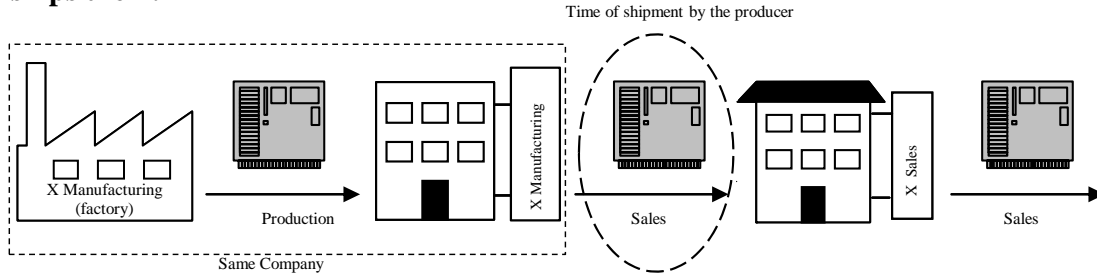 Time of shipment by the producer
X Manufacturing
(factory)
Production
X Manufacturing
Sales
X Sales
Sales
Same Company